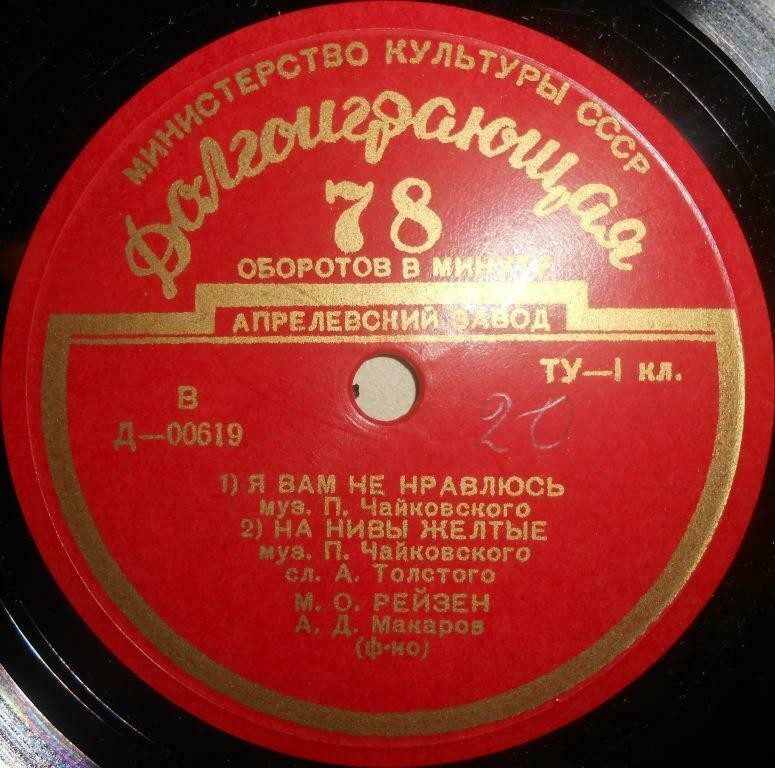 МИНИСТЕРСТВО КУЛЬТУРЫ СССР
Долгоиграющая
78
ОБОРОТОВ В МИНУТУ
АПРЕЛЕВСКИЙ ЗАВОД
ТУ—I кл.
В
Д—00619
20
1) Я ВАМ НЕ НРАВЛЮСЬ
муз. П. Чайковского
2) НА НИВЫ ЖЕЛТЫЕ
муз. П. Чайковского
сл. А. Толстого
М. О. РЕЙЗЕН
А. Д. Макаров
(ф-но)